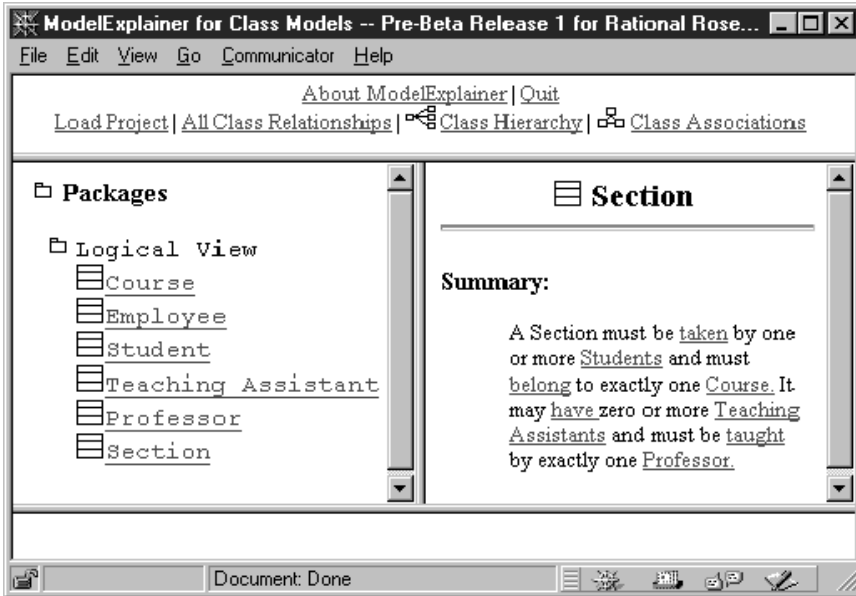 ModelExplainer for Class Models -- Pre-Beta Release 1 for Rational Rose...
File Edit View Go Communicator Help
About ModelExplainer | Quit
Load Project | All Class Relationships | Class Hierarchy | Class Associations
Packages
Logical View
Course
Employee
Student
Teaching Assistant
Professor
Section
Section
Summary:
A Section must be taken by one
or more Students and must
belong to exactly one Course. It
may have zero or more Teaching
Assistants and must be taught
by exactly one Professor.
Document: Done